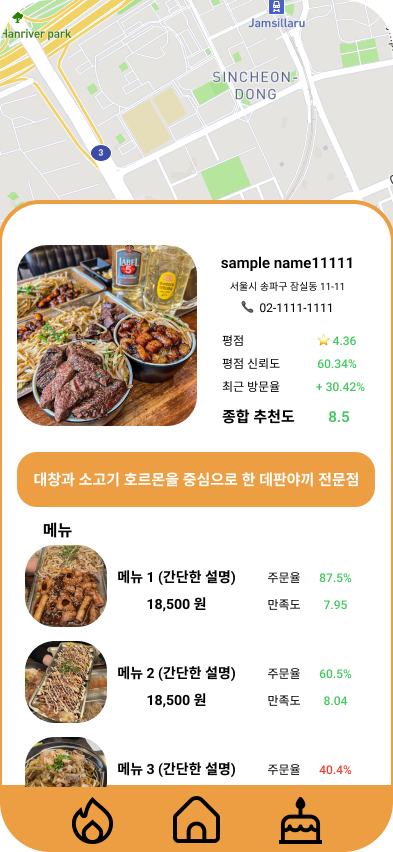 Hanriver park
Jamsillaru
SINCHEON-
DONG
3
LABEL
5
sample name11111
서울시 송파구 잠실동 11-11
02-1111-1111
평점 4.36
평점 신뢰도 60.34%
최근 방문율 + 30.42%
종합 추천도 8.5
대창과 소고기 호르몬을 중심으로 한 데판야끼 전문점
메뉴
메뉴 1 (간단한 설명) 주문율 87.5%
18,500 원 만족도 7.95
메뉴 2 (간단한 설명) 주문율 60.5%
18,500 원 만족도 8.04
메뉴 3 (간단한 설명) 주문율 40.4%